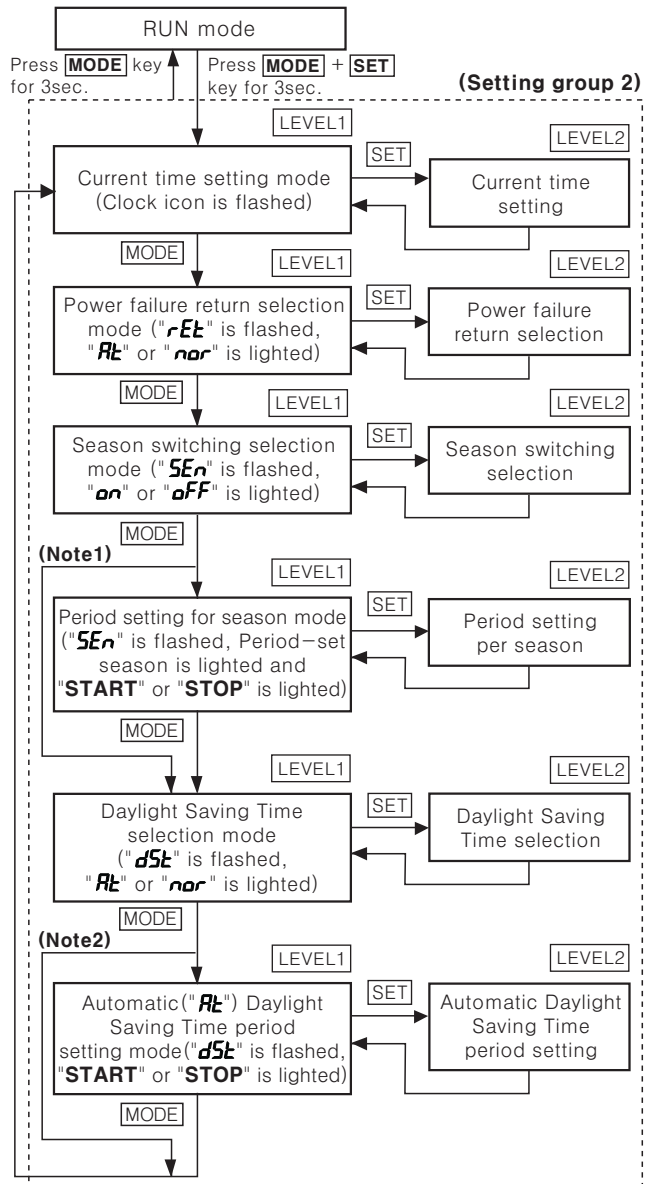 RUN mode
Press MODE key
for 3sec.
Press MODE + SET
key for 3sec.
(Setting group 2)
LEVEL1
LEVEL2
SET
Current time setting mode
(Clock icon is flashed)
Current time
setting
MODE
LEVEL1
LEVEL2
SET
Power failure return selection
mode ("rEt" is flashed,
"At" or "nor" is lighted)
Power failure
return selection
MODE
LEVEL1
LEVEL2
SET
Season switching selection
mode ("SEn" is flashed,
"on" or "oFF" is lighted)
Season switching
selection
MODE
(Note1)
LEVEL1
LEVEL2
SET
Period setting for season mode
("SEn" is flashed, Period-set
season is lighted and
"START" or "STOP" is lighted)
Period setting
per season
MODE
LEVEL1
LEVEL2
SET
Daylight Saving Time
selection mode
("dSt" is flashed,
"At" or "nor" is lighted)
Daylight Saving
Time selection
MODE
(Note2)
LEVEL1
LEVEL2
SET
Automatic("At") Daylight
Saving Time period
setting mode("dSt" is flashed,
"START" or "STOP" is lighted)
Automatic Daylight
Saving Time
period setting
MODE